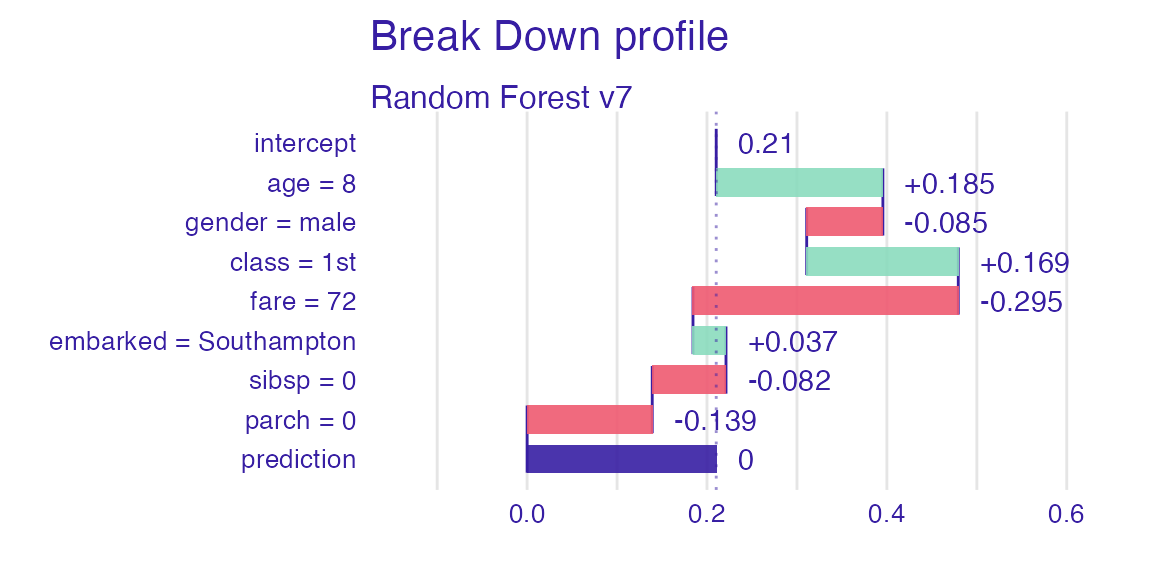 Break Down profile
Random Forest v7
intercept 0.21
age = 8 +0.185
gender = male -0.085
class = 1st +0.169
fare = 72 -0.295
embarked = Southampton +0.037
sibsp = 0 -0.082
parch = 0 -0.139
prediction 0
0.0 0.2 0.4 0.6